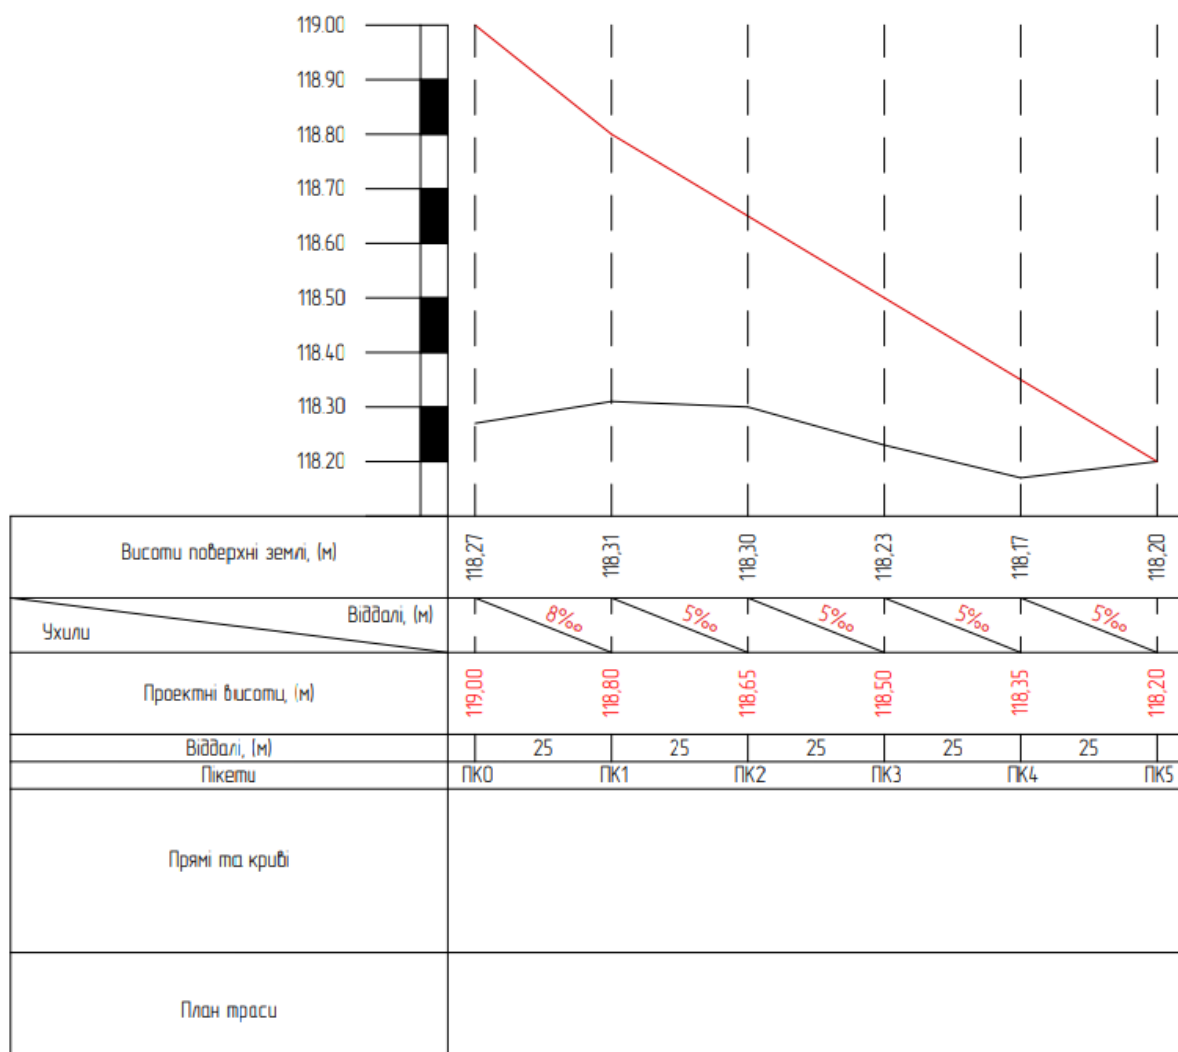 119.00
118.90
118.80
118.70
118.60
118.50
118.40
118.30
118.20
Висоти поверхні землі, (м) 118,27 118,31 118,30 118,23 118,17 118,20
Віддалі, (м) 8‰ 5‰ 5‰ 5‰ 5‰
Ухили
Проектні висоти, (м) 119,00 118,80 118,65 118,50 118,35 118,20
Віддалі, (м) 25 25 25 25 25
Пікети ПК0 ПК1 ПК2 ПК3 ПК4 ПК5
Прямі та криві
План траси